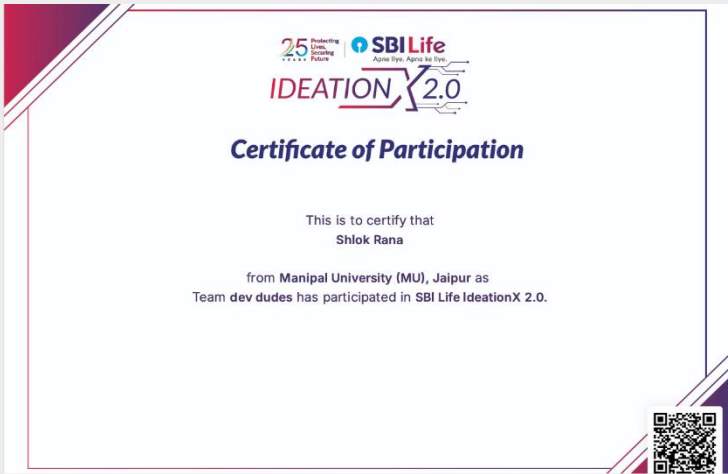 25 YEARS
Protecting
Lives,
Securing
Future
SBI Life
Apne liye. Apno ke liye.
IDEATION X 2.0
Certificate of Participation
This is to certify that
Shlok Rana
from Manipal University (MU), Jaipur as
Team dev dudes has participated in SBI Life IdeationX 2.0.